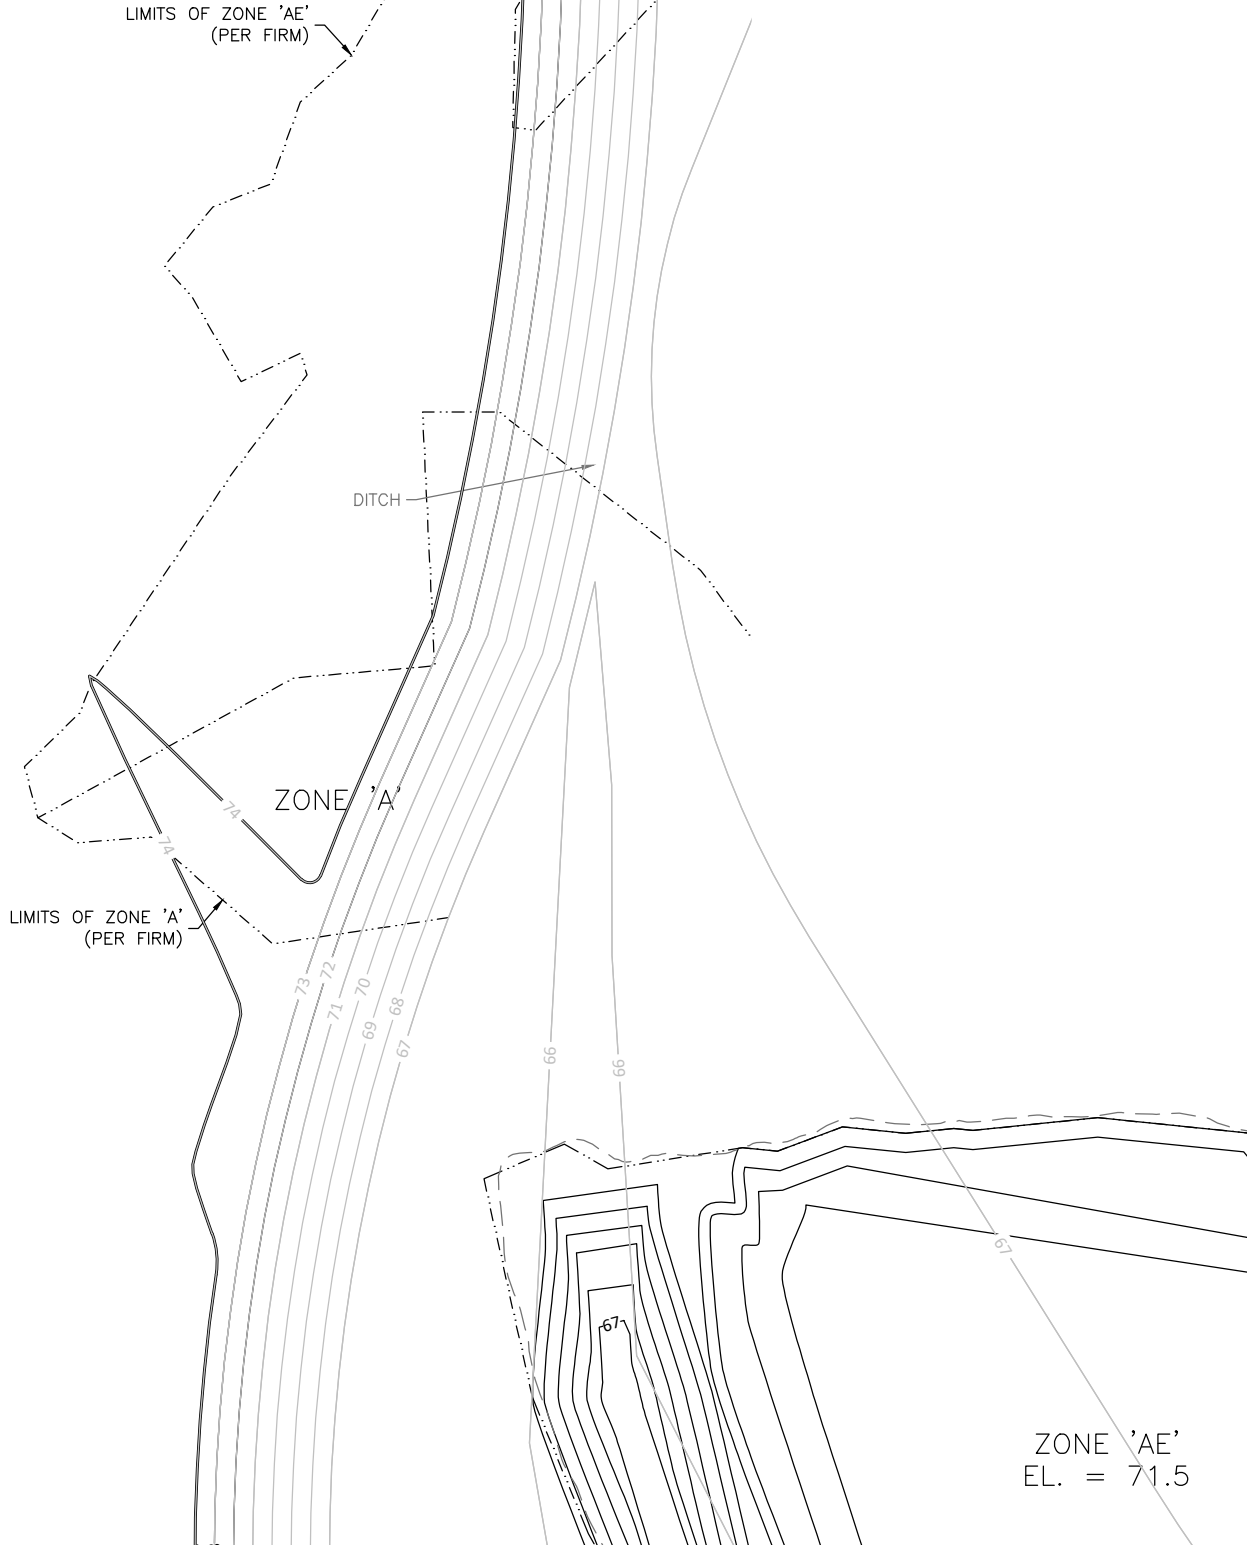 LIMITS OF ZONE 'AE'
(PER FIRM)
DITCH
74
ZONE 'A'
74
LIMITS OF ZONE 'A'
(PER FIRM)
73
72
71
70
69
68
67
66
66
67
67
ZONE 'AE'
EL. = 71.5